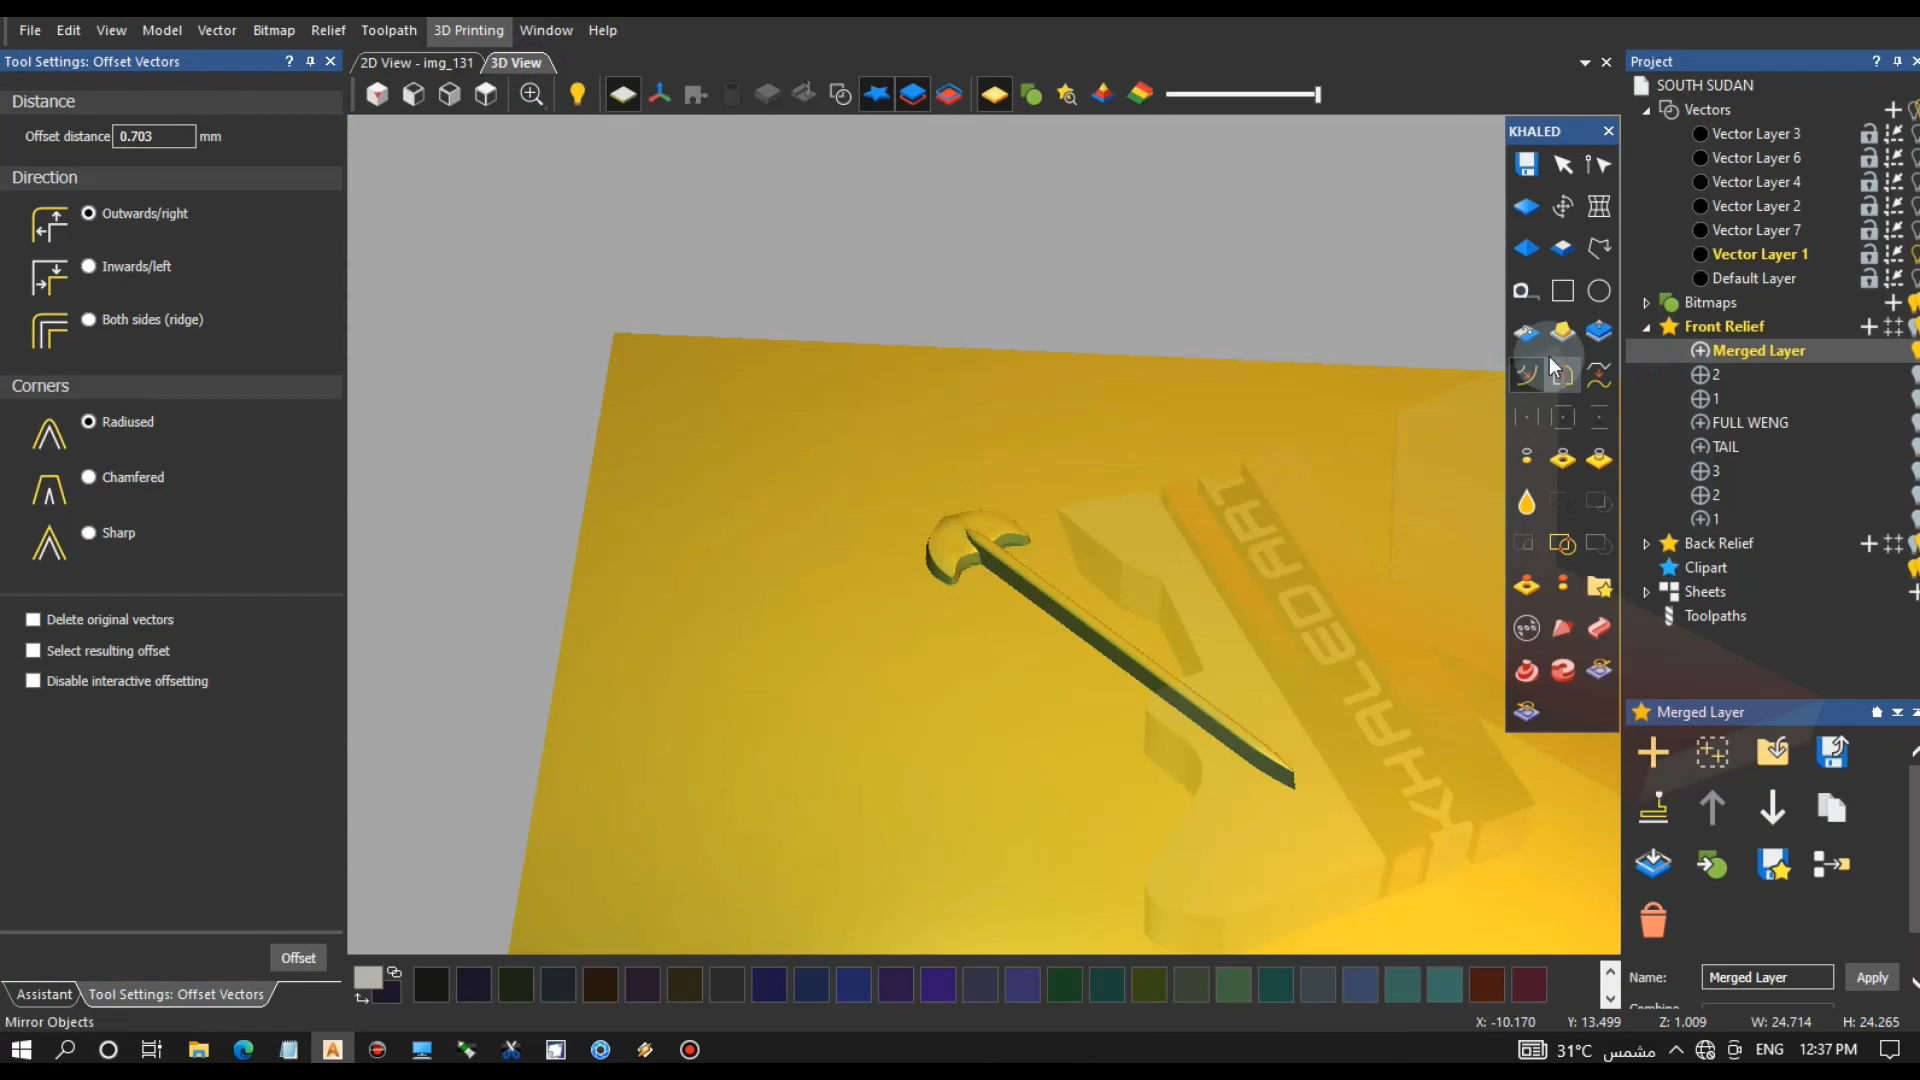 File Edit View Model Vector Bitmap Relief Toolpath 3D Printing Window Help
Tool Settings: Offset Vectors ?
2D View - img_131 3D View
Project ?
Distance
Offset distance 0.703 mm
Direction
Outwards/right
Inwards/left
Both sides (ridge)
Corners
Radiused
Chamfered
Sharp
Delete original vectors
Select resulting offset
Disable interactive offsetting
Offset
Assistant Tool Settings: Offset Vectors
Mirror Objects
KHALED
KHALEDART
SOUTH SUDAN
Vectors
Vector Layer 3
Vector Layer 6
Vector Layer 4
Vector Layer 2
Vector Layer 7
Vector Layer 1
Default Layer
Bitmaps
Front Relief
Merged Layer
2
1
FULL WENG
TAIL
3
2
1
Back Relief
Clipart
Sheets
Toolpaths
Merged Layer
Name: Merged Layer Apply
X: -10.170 Y: 13.499 Z: 1.009 W: 24.714 H: 24.265
31°C مشمس ENG 12:37 PM